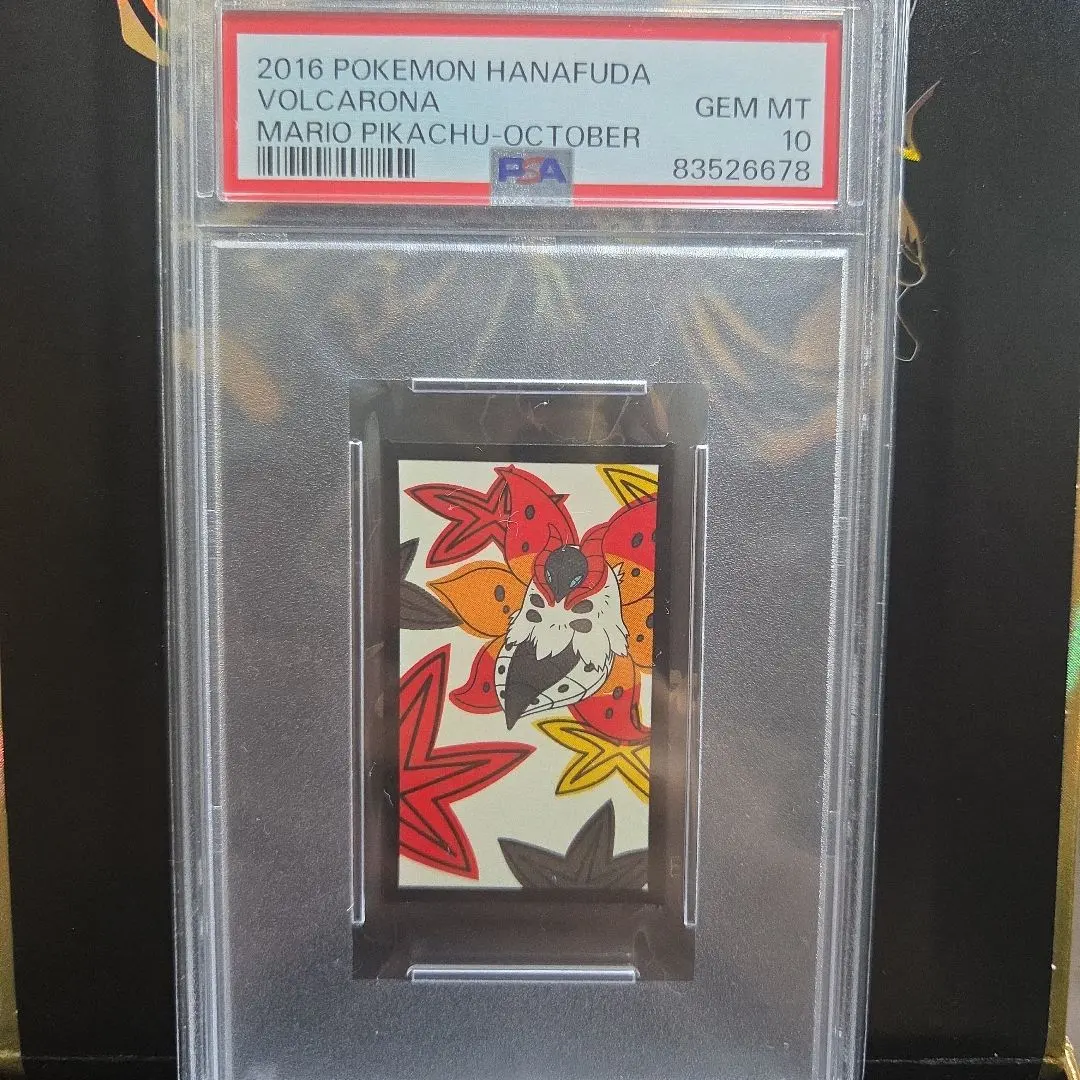 2016 POKEMON HANAFUDA
VOLCARONA
GEM MT
MARIO PIKACHU-OCTOBER
10
PSA
83526678